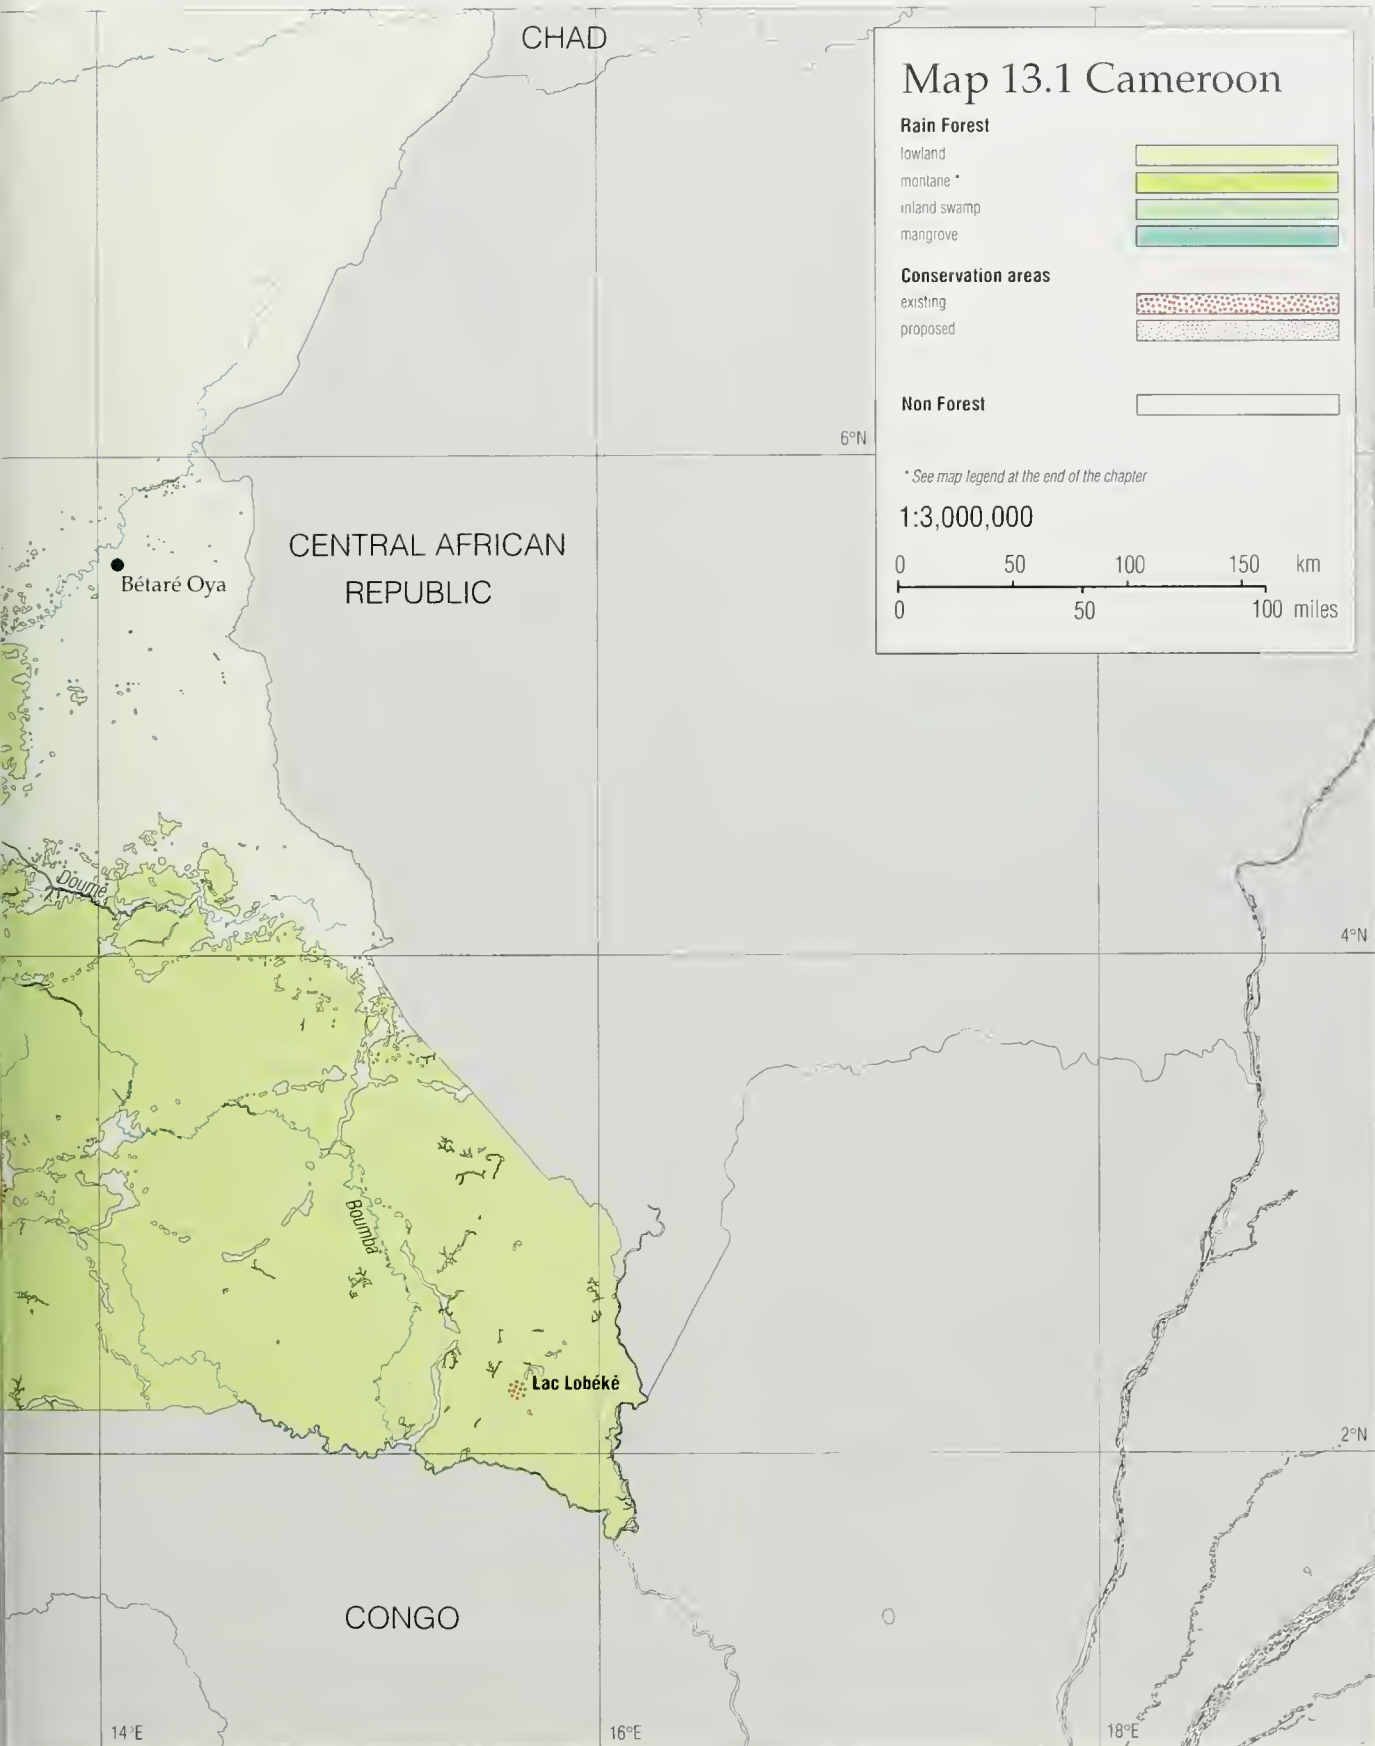 CHAD
Map 13.1 Cameroon
Rain Forest
lowland
montane *
inland swamp
mangrove
Conservation areas
existing
proposed
Non Forest
6°N
* See map legend at the end of the chapter
1:3,000,000
0 50 100 150 km
0 50 100 miles
CENTRAL AFRICAN
REPUBLIC
Bétaré Oya
Doumé
4°N
Boumba
Lac Lobéké
2°N
CONGO
14°E
16°E
18°E